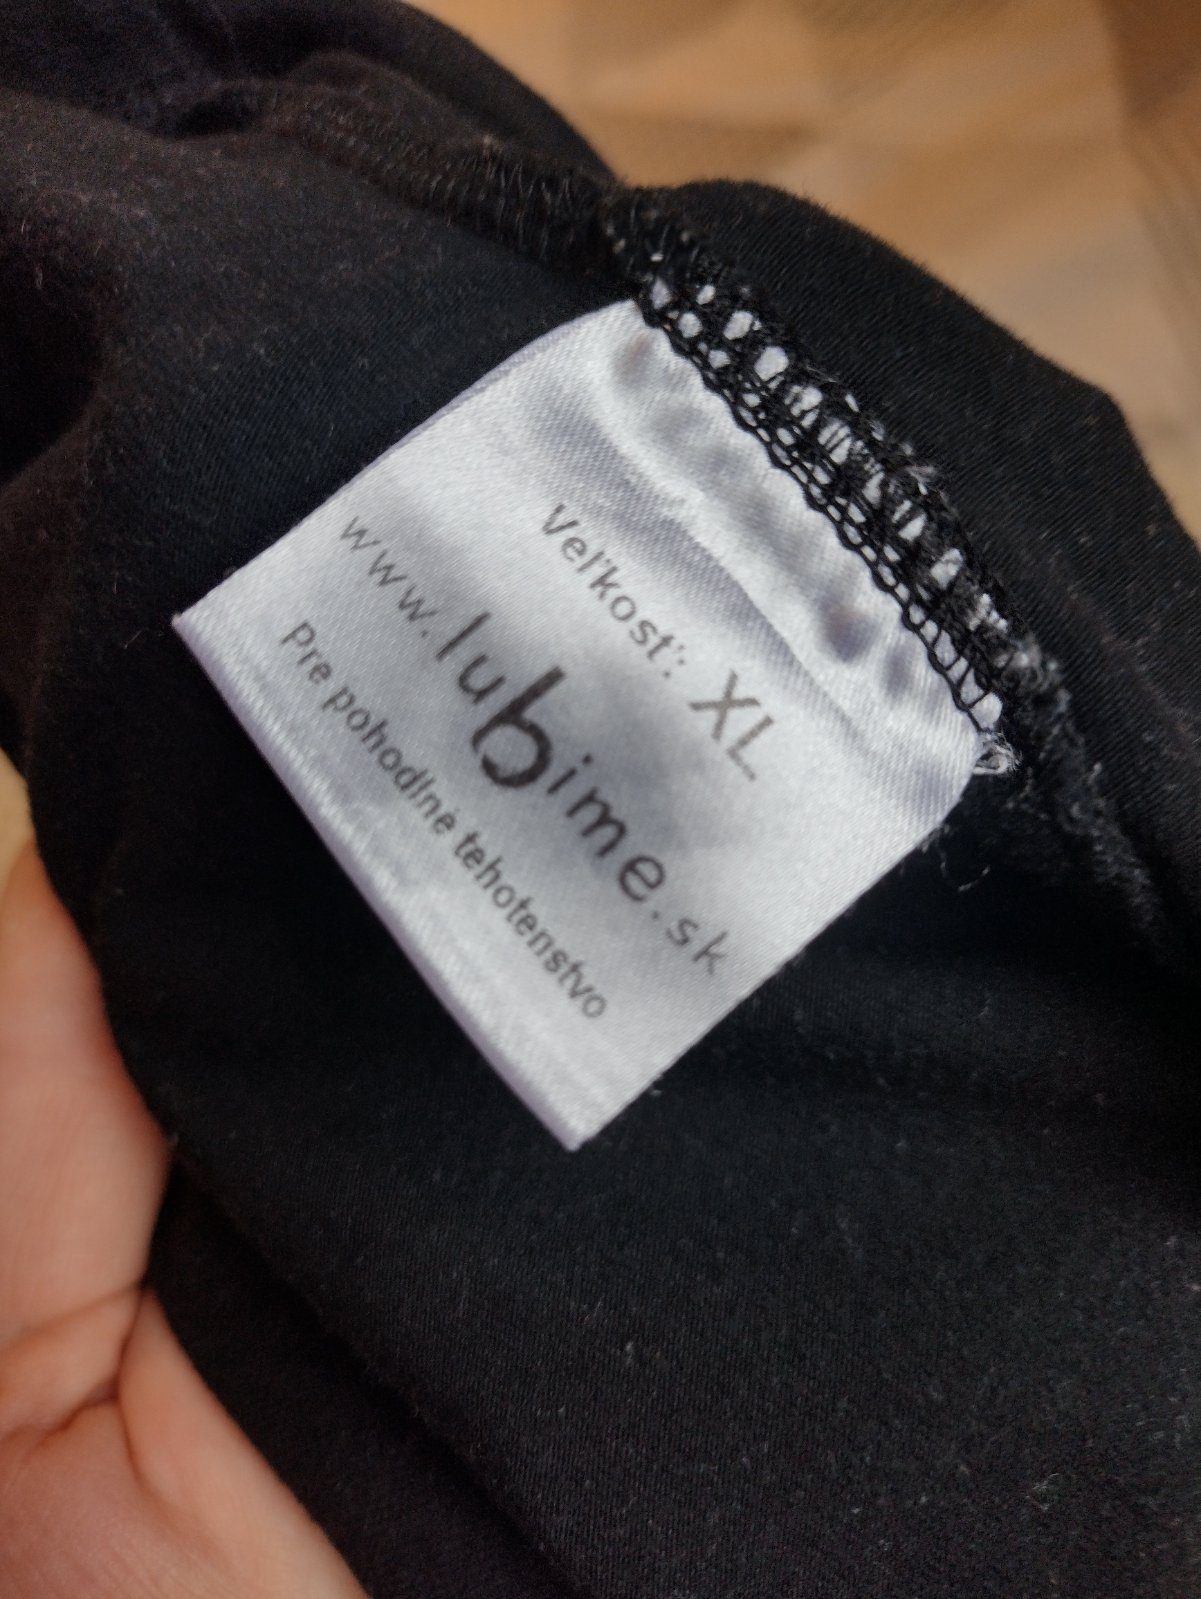 Veľkosť: XL
www.lubime.sk
Pre pohodlné tehotenstvo